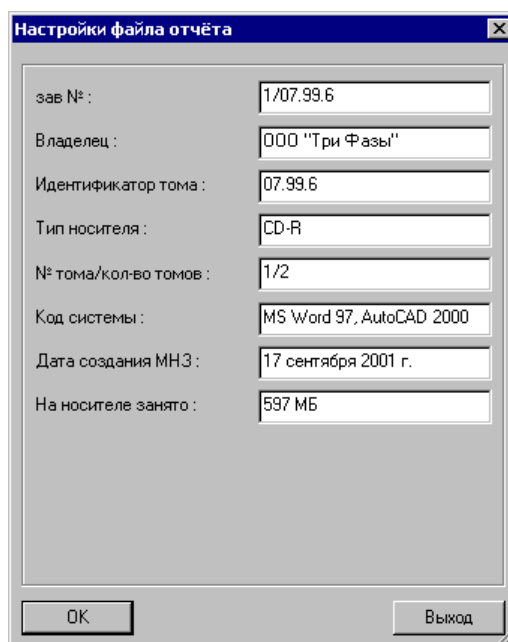 Настройки файла отчёта
зав № : 1/07.99.6
Владелец : ООО "Три Фазы"
Идентификатор тома : 07.99.6
Тип носителя : CD-R
№ тома/кол-во томов : 1/2
Код системы : MS Word 97, AutoCAD 2000
Дата создания МНЗ : 17 сентября 2001 г.
На носителе занято : 597 МБ
OK Выход